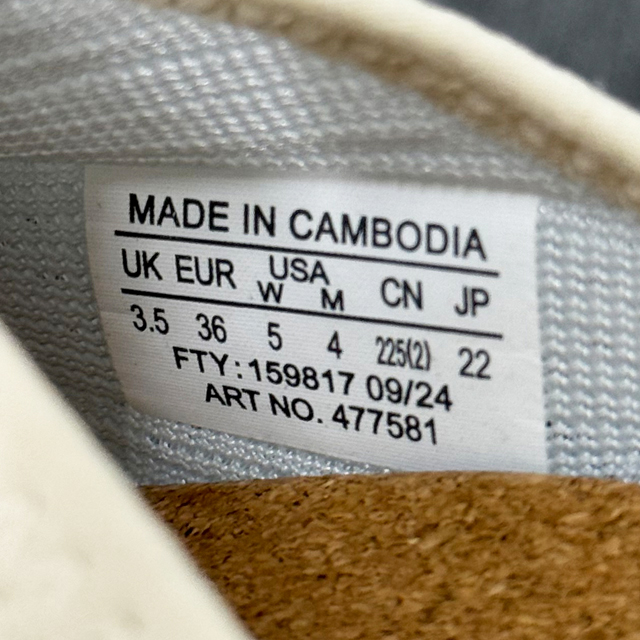 MADE IN CAMBODIA
UK EUR USA CN JP
W M
3.5 36 5 4 225(2) 22
FTY: 159817 09/24
ART NO. 477581